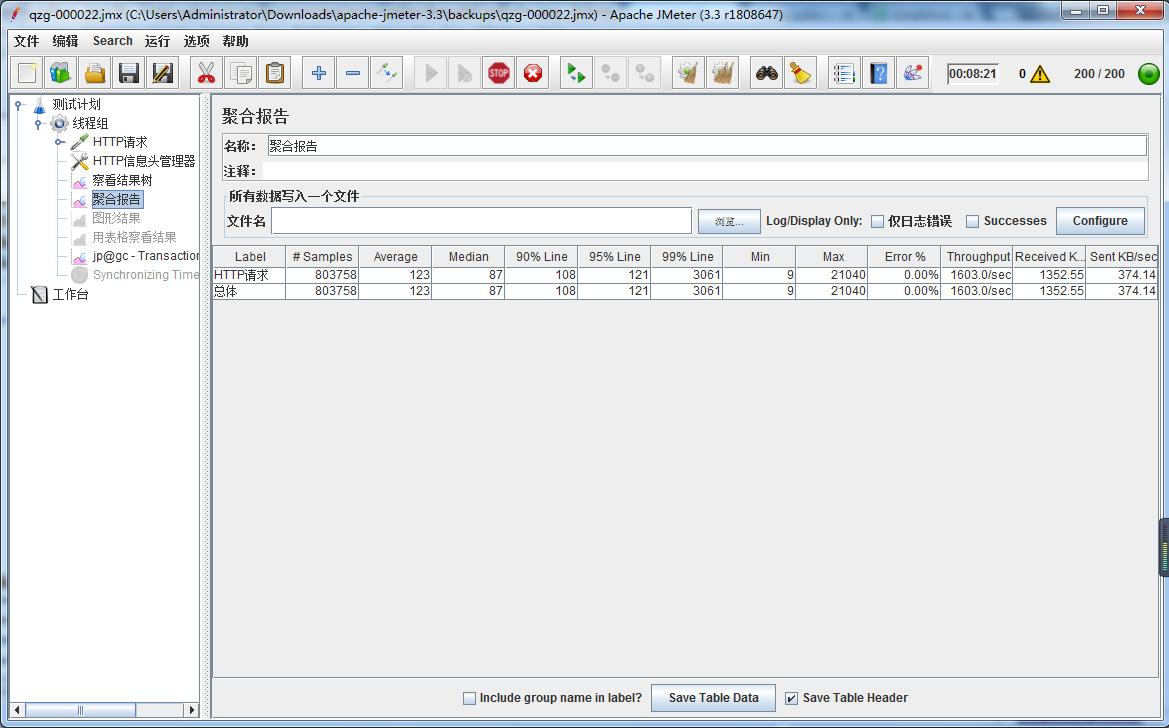 qzg-000022.jmx (C:\Users\Administrator\Downloads\apache-jmeter-3.3\backups\qzg-000022.jmx) - Apache JMeter (3.3 r1808647)
文件 编辑 Search 运行 选项 帮助
STOP 00:08:21 0 200 / 200
测试计划
线程组
HTTP请求
HTTP信息头管理器
察看结果树
聚合报告
图形结果
用表格察看结果
jp@gc - Transaction
Synchronizing Time
工作台
聚合报告
名称: 聚合报告
注释:
所有数据写入一个文件
文件名 浏览... Log/Display Only: 仅日志错误 Successes Configure
Label # Samples Average Median 90% Line 95% Line 99% Line Min Max Error % Throughput Received K... Sent KB/sec
HTTP请求 803758 123 87 108 121 3061 9 21040 0.00% 1603.0/sec 1352.55 374.14
总体 803758 123 87 108 121 3061 9 21040 0.00% 1603.0/sec 1352.55 374.14
Include group name in label? Save Table Data Save Table Header